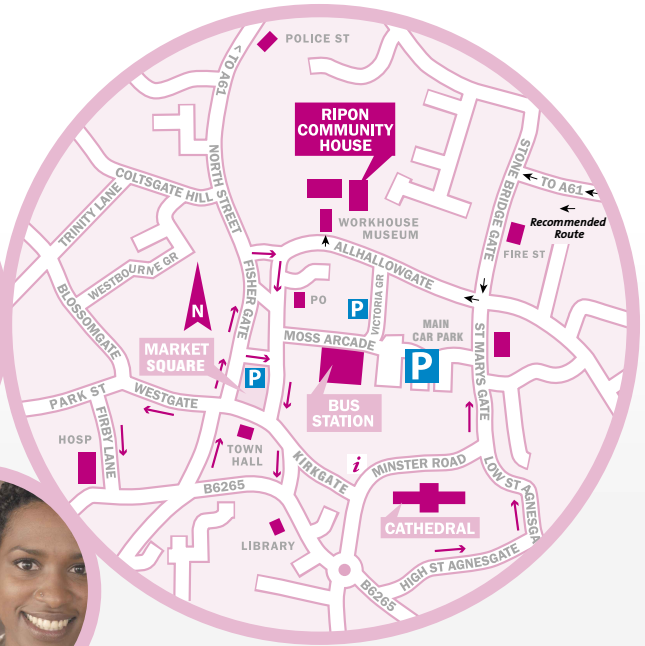 POLICE ST
< TO A61
RIPON
COMMUNITY
HOUSE
STONE BRIDGE GATE
TO A61
Recommended
Route
NORTH STREET
COLTSGATE HILL
TRINITY LANE
WORKHOUSE
MUSEUM
FIRE ST
ALLHALLOWGATE
WESTBOURNE GR
BLOSSOMGATE
N
FISHER GATE
PO
P
VICTORIA GR
MAIN
CAR PARK
P
MOSS ARCADE
ST MARYS GATE
MARKET
SQUARE
P
BUS
STATION
PARK ST
WESTGATE
FIRBY LANE
HOSP
TOWN
HALL
KIRKGATE
i
MINSTER ROAD
LOW ST AGNESGA
B6265
CATHEDRAL
LIBRARY
HIGH ST AGNESGATE
B6265